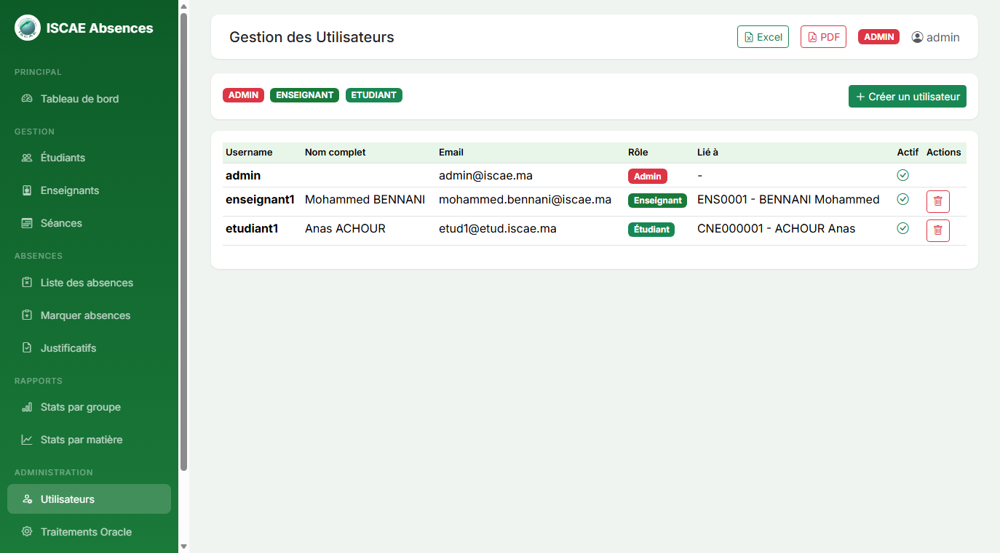 ISCAE Absences
PRINCIPAL
Tableau de bord
GESTION
Étudiants
Enseignants
Séances
ABSENCES
Liste des absences
Marquer absences
Justificatifs
RAPPORTS
Stats par groupe
Stats par matière
ADMINISTRATION
Utilisateurs
Traitements Oracle
Gestion des Utilisateurs Excel PDF ADMIN admin
ADMIN ENSEIGNANT ETUDIANT + Créer un utilisateur
Username Nom complet Email Rôle Lié à Actif Actions
admin admin@iscae.ma Admin -
enseignant1 Mohammed BENNANI mohammed.bennani@iscae.ma Enseignant ENS0001 - BENNANI Mohammed
etudiant1 Anas ACHOUR etud1@etud.iscae.ma Étudiant CNE000001 - ACHOUR Anas